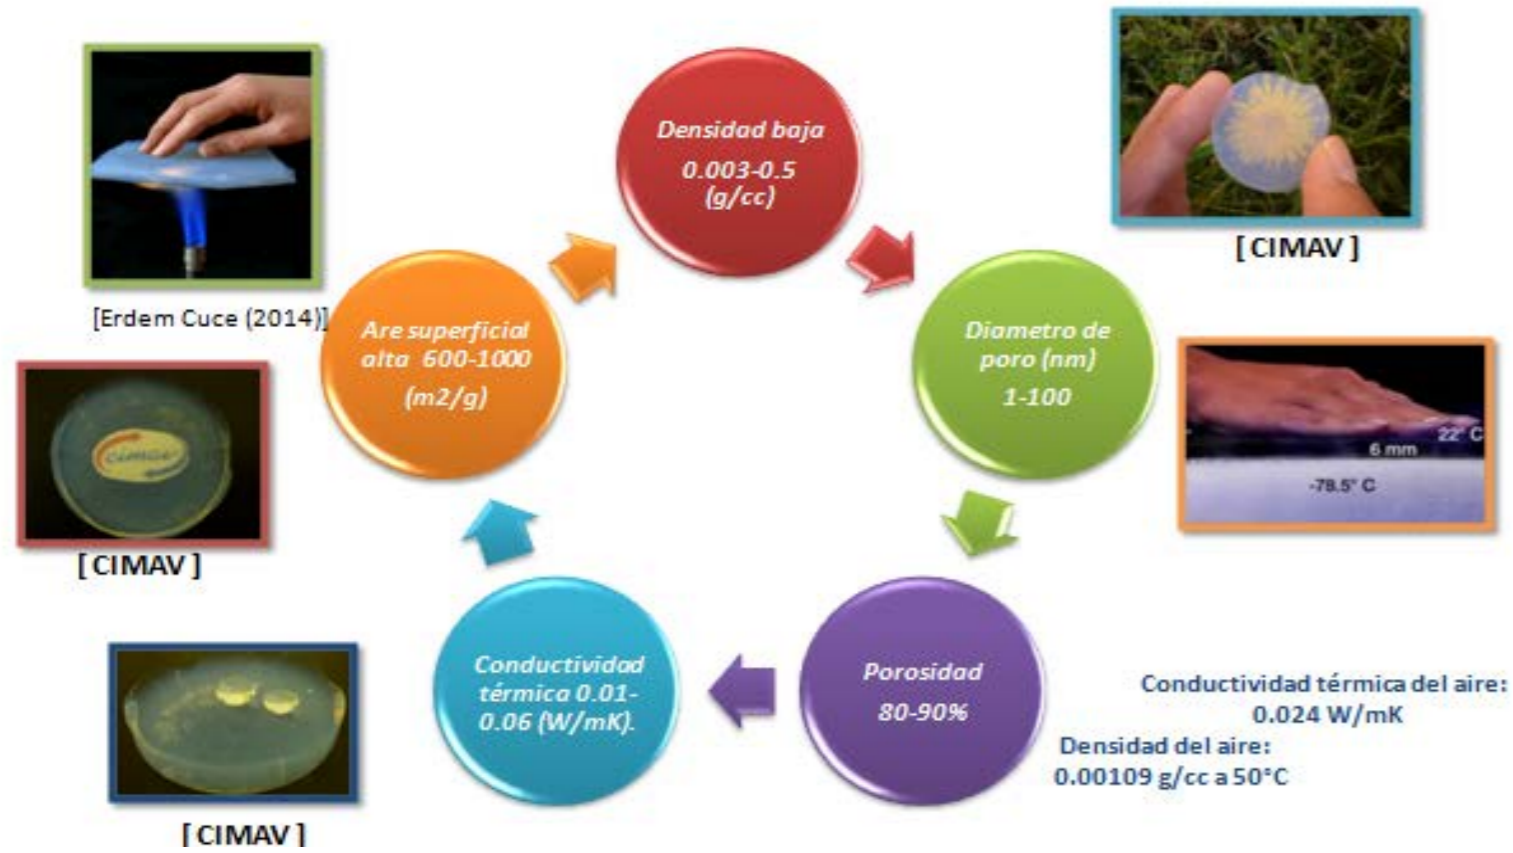 Densidad baja
0.003-0.5
(g/cc)
[ CIMAV ]
[Erdem Cuce (2014)]
Are superficial
alta 600-1000
(m2/g)
Diametro de
poro (nm)
1-100
22° C
6 mm
-78.5° C
cimav
[ CIMAV ]
Conductividad
térmica 0.01-
0.06 (W/mK).
Porosidad
80-90%
Conductividad térmica del aire:
0.024 W/mK
Densidad del aire:
0.00109 g/cc a 50°C
[ CIMAV ]